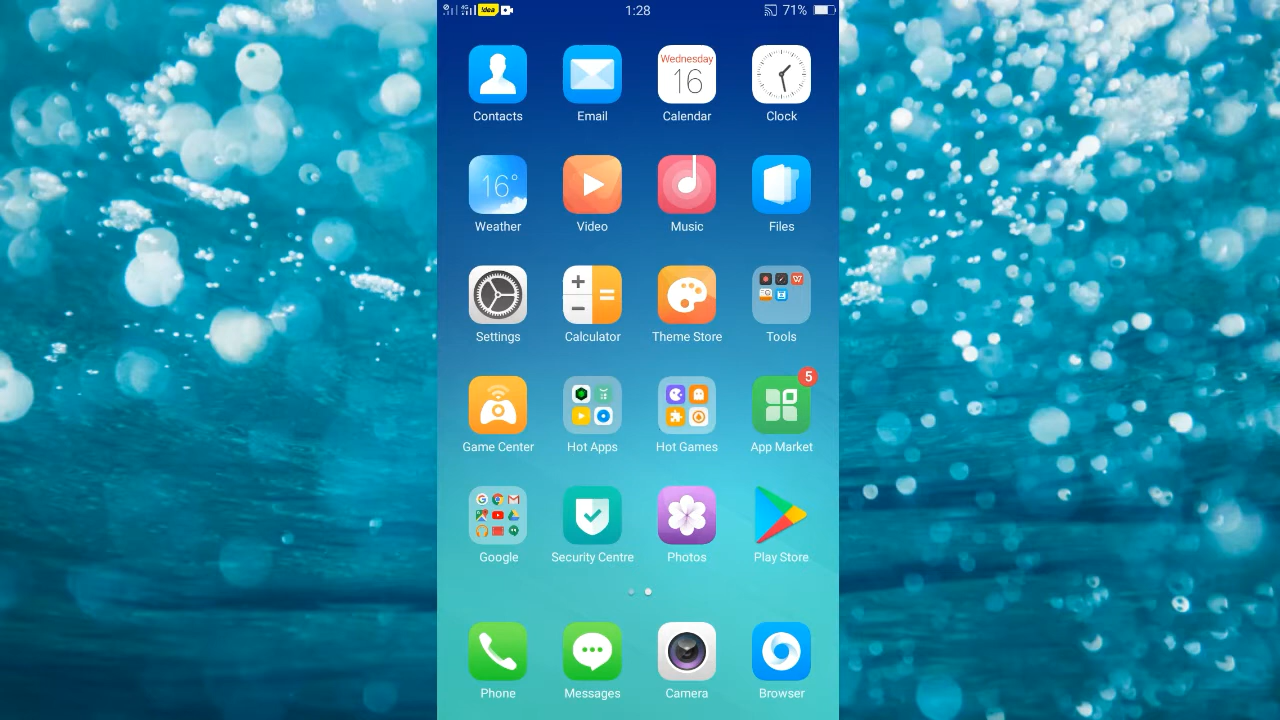 idea 1:28 71%
Wednesday
16
Contacts Email Calendar Clock
16°
Weather Video Music Files
Settings Calculator Theme Store Tools
5
Game Center Hot Apps Hot Games App Market
Google Security Centre Photos Play Store
Phone Messages Camera Browser